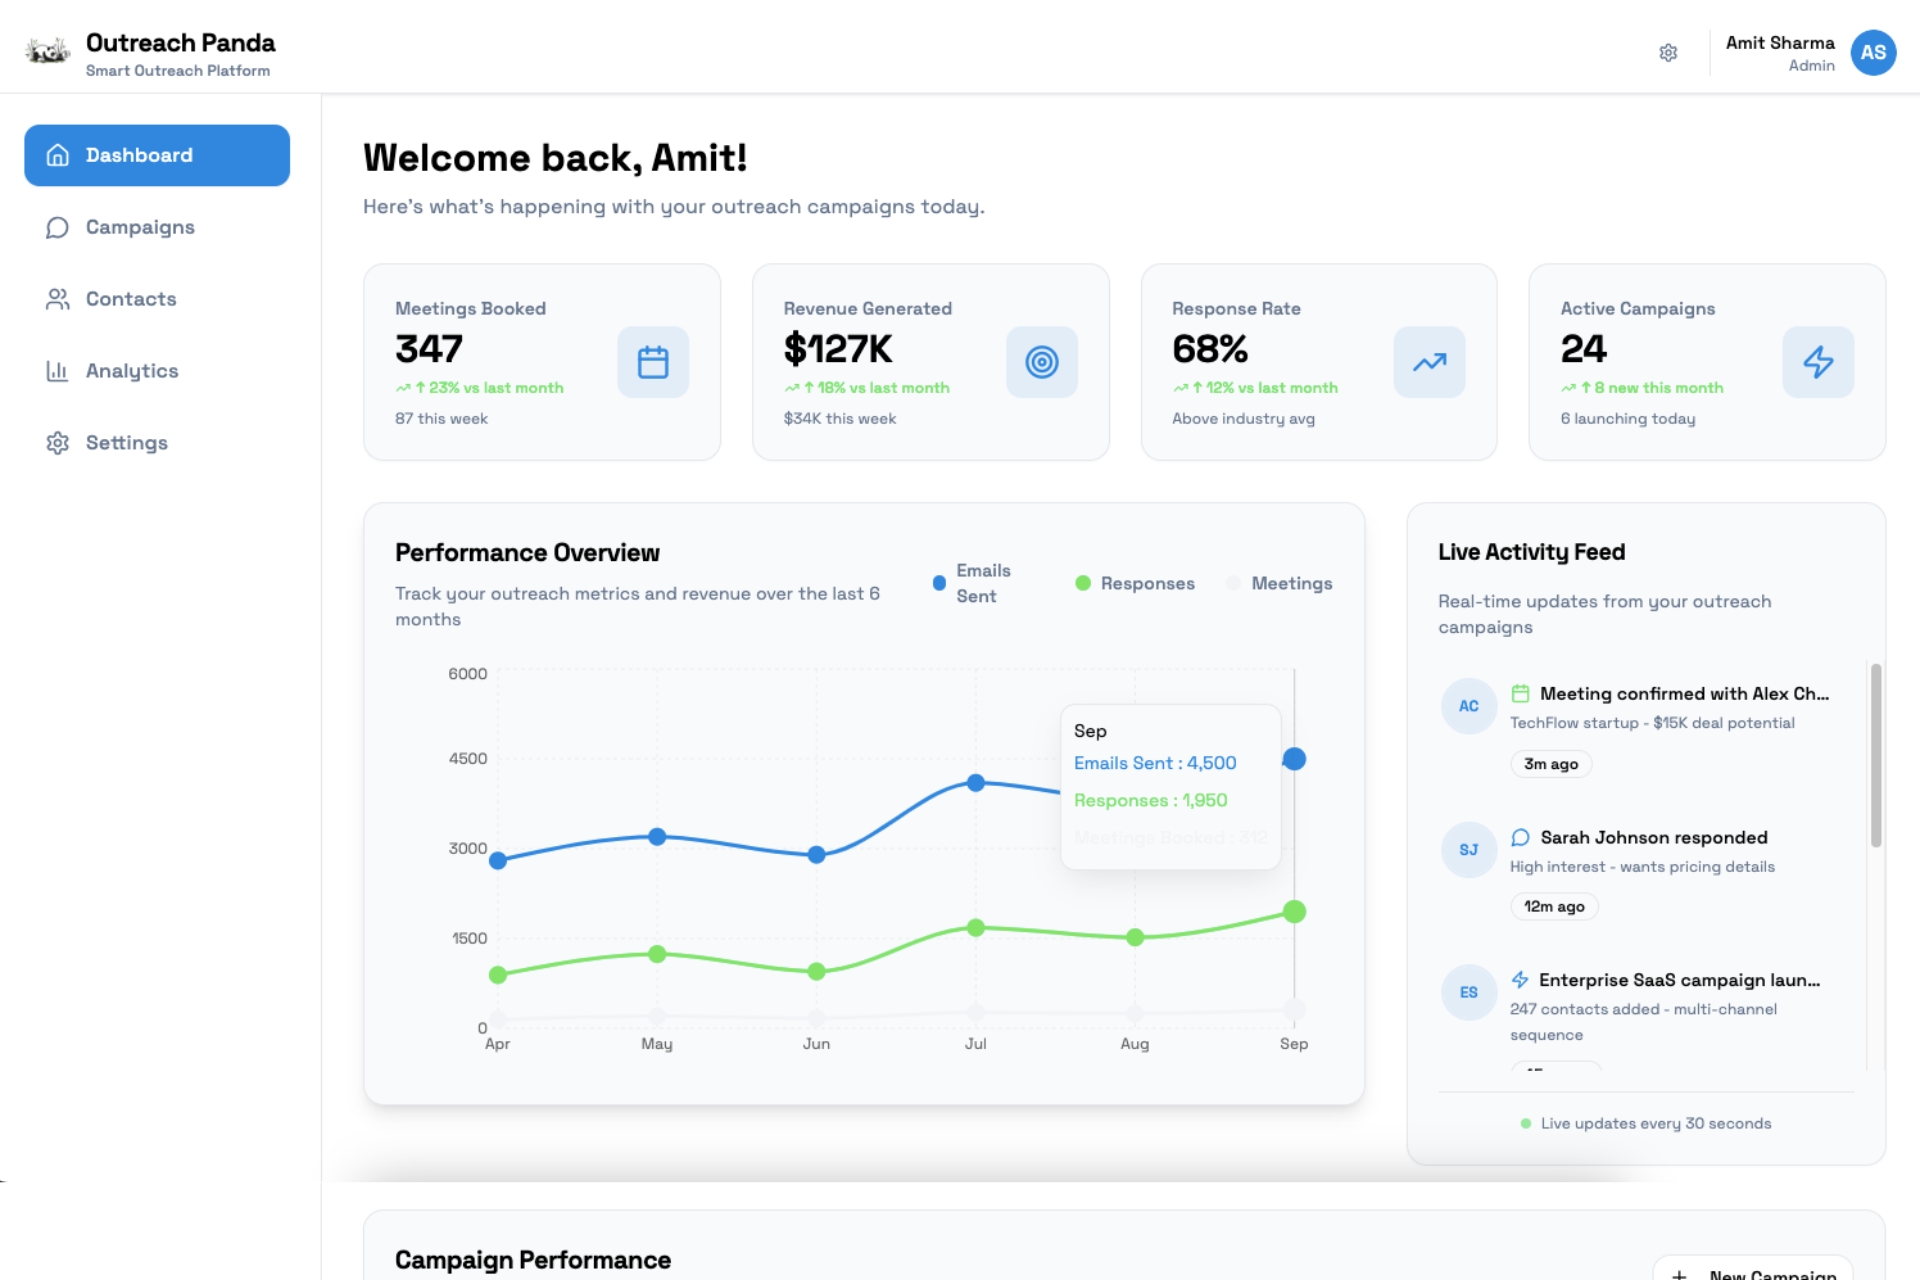 Outreach Panda
Smart Outreach Platform
Amit Sharma
Admin
AS
Dashboard
Campaigns
Contacts
Analytics
Settings
Welcome back, Amit!
Here's what's happening with your outreach campaigns today.
Meetings Booked
347
↑ 23% vs last month
87 this week
Revenue Generated
$127K
↑ 18% vs last month
$34K this week
Response Rate
68%
↑ 12% vs last month
Above industry avg
Active Campaigns
24
↑ 8 new this month
6 launching today
Performance Overview
Track your outreach metrics and revenue over the last 6
months
Emails
Sent
Responses
Meetings
6000
4500
3000
1500
0
Apr
May
Jun
Jul
Aug
Sep
Sep
Emails Sent : 4,500
Responses : 1,950
Meetings Booked : 312
Live Activity Feed
Real-time updates from your outreach
campaigns
AC
Meeting confirmed with Alex Ch...
TechFlow startup - $15K deal potential
3m ago
SJ
Sarah Johnson responded
High interest - wants pricing details
12m ago
ES
Enterprise SaaS campaign laun...
247 contacts added - multi-channel
sequence
Live updates every 30 seconds
Campaign Performance
+ New Campaign